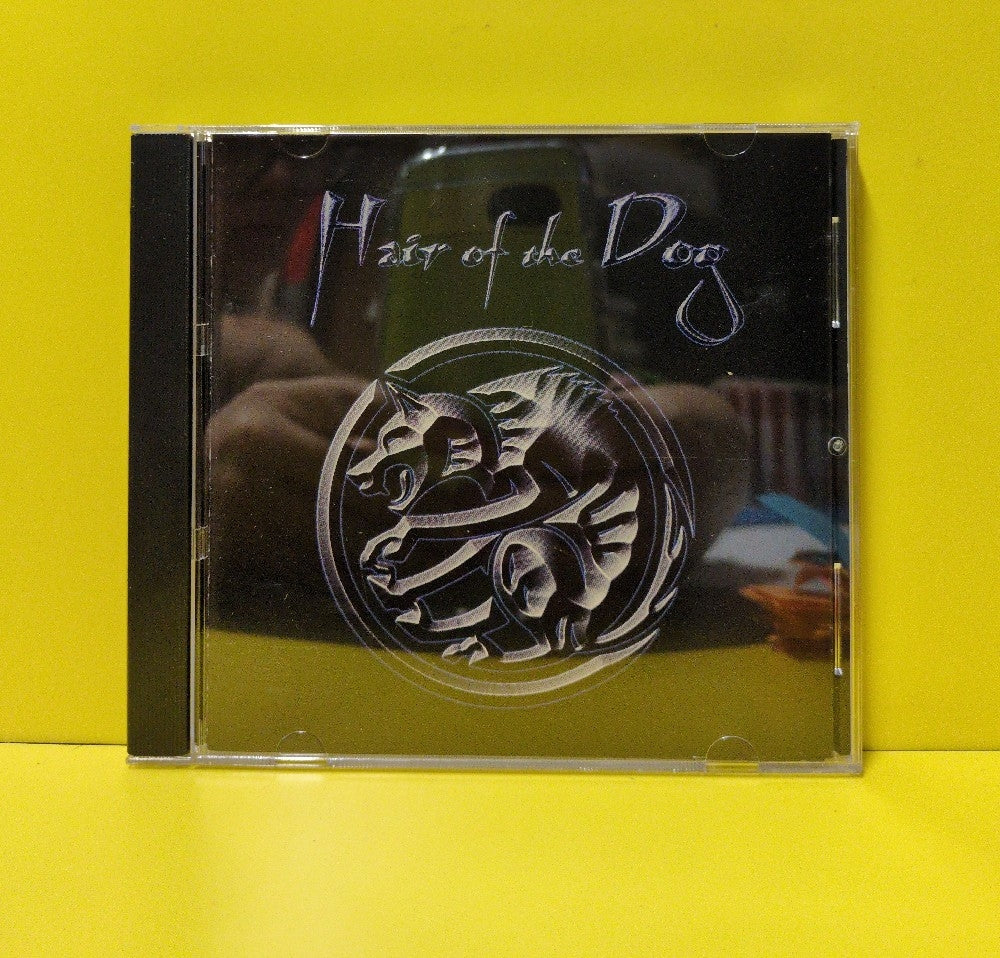 Hair of the Dog